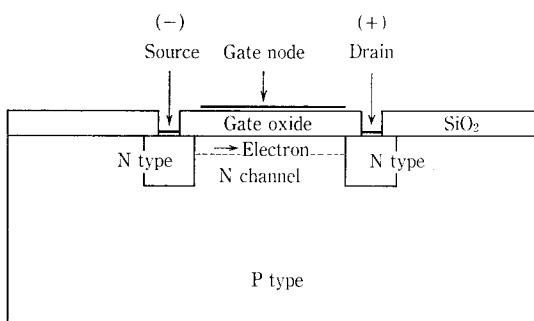 (−) (+)
Source Gate node Drain
Gate oxide SiO₂
N type → Electron N type
N channel
P type